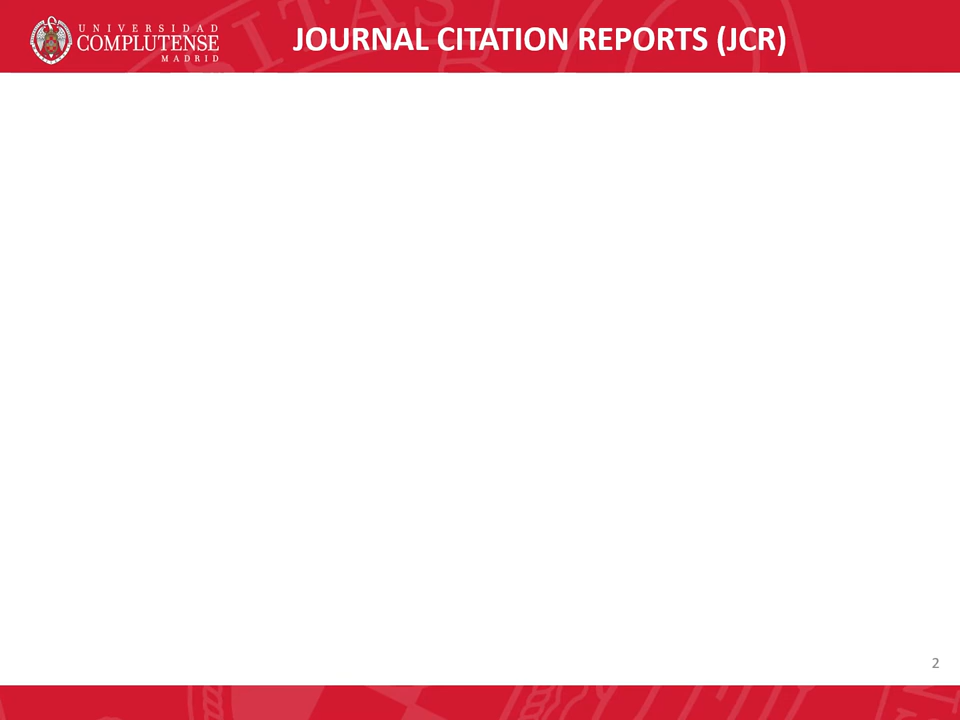 UNIVERSIDAD
COMPLUTENSE
MADRID
JOURNAL CITATION REPORTS (JCR)
2